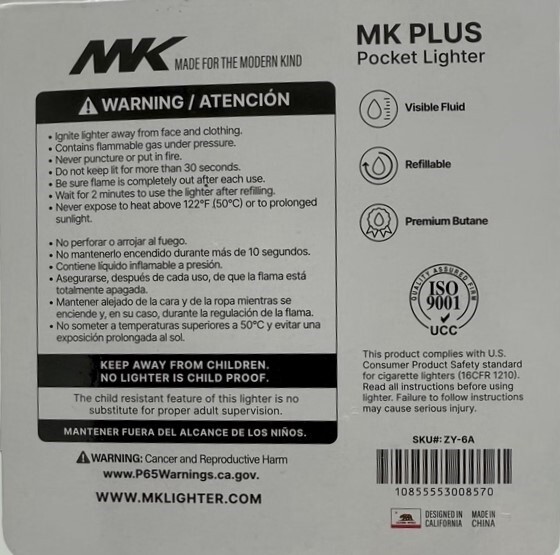 MK MADE FOR THE MODERN KIND
MK PLUS
Pocket Lighter
WARNING / ATENCIÓN
• Ignite lighter away from face and clothing.
• Contains flammable gas under pressure.
• Never puncture or put in fire.
• Do not keep lit for more than 30 seconds.
• Be sure flame is completely out after each use.
• Wait for 2 minutes to use the lighter after refilling.
• Never expose to heat above 122°F (50°C) or to prolonged
sunlight.
• No perforar o arrojar al fuego.
• No mantenerlo encendido durante más de 10 segundos.
• Contiene líquido inflamable a presión.
• Asegurarse, después de cada uso, de que la flama está
totalmente apagada.
• Mantener alejado de la cara y de la ropa mientras se
enciende y, en su caso, durante la regulación de la flama.
• No someter a temperaturas superiores a 50°C y evitar una
exposición prolongada al sol.
KEEP AWAY FROM CHILDREN.
NO LIGHTER IS CHILD PROOF.
The child resistant feature of this lighter is no
substitute for proper adult supervision.
MANTENER FUERA DEL ALCANCE DE LOS NIÑOS.
WARNING: Cancer and Reproductive Harm
www.P65Warnings.ca.gov.
WWW.MKLIGHTER.COM
Visible Fluid
Refillable
Premium Butane
QUALITY ASSURED FIRM
ISO
9001
UCC
This product complies with U.S.
Consumer Product Safety standard
for cigarette lighters (16CFR 1210).
Read all instructions before using
lighter. Failure to follow instructions
may cause serious injury.
SKU#: ZY-6A
10855553008570
DESIGNED IN
CALIFORNIA
MADE IN
CHINA